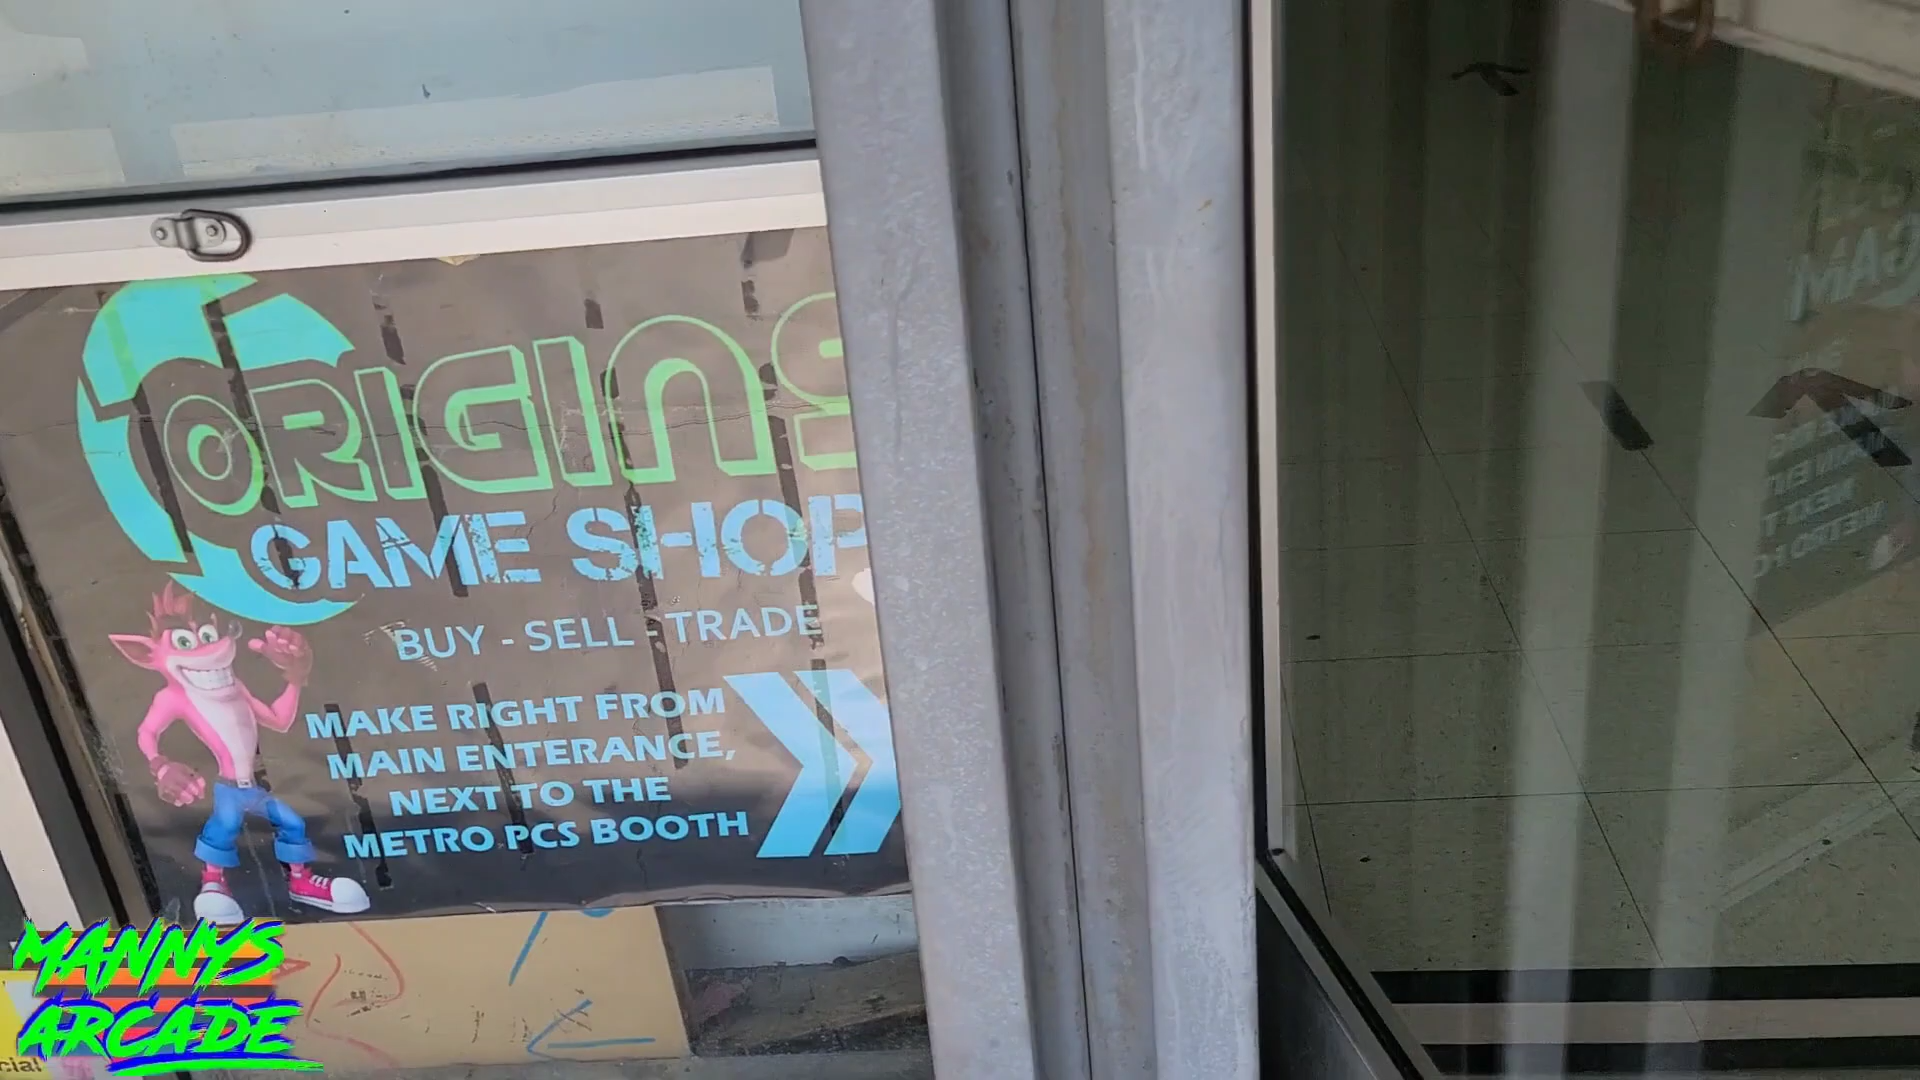 ORIGINS
GAME SHOP
BUY - SELL - TRADE
MAKE RIGHT FROM
MAIN ENTERANCE,
NEXT TO THE
METRO PCS BOOTH
MANNYS
ARCADE
cial